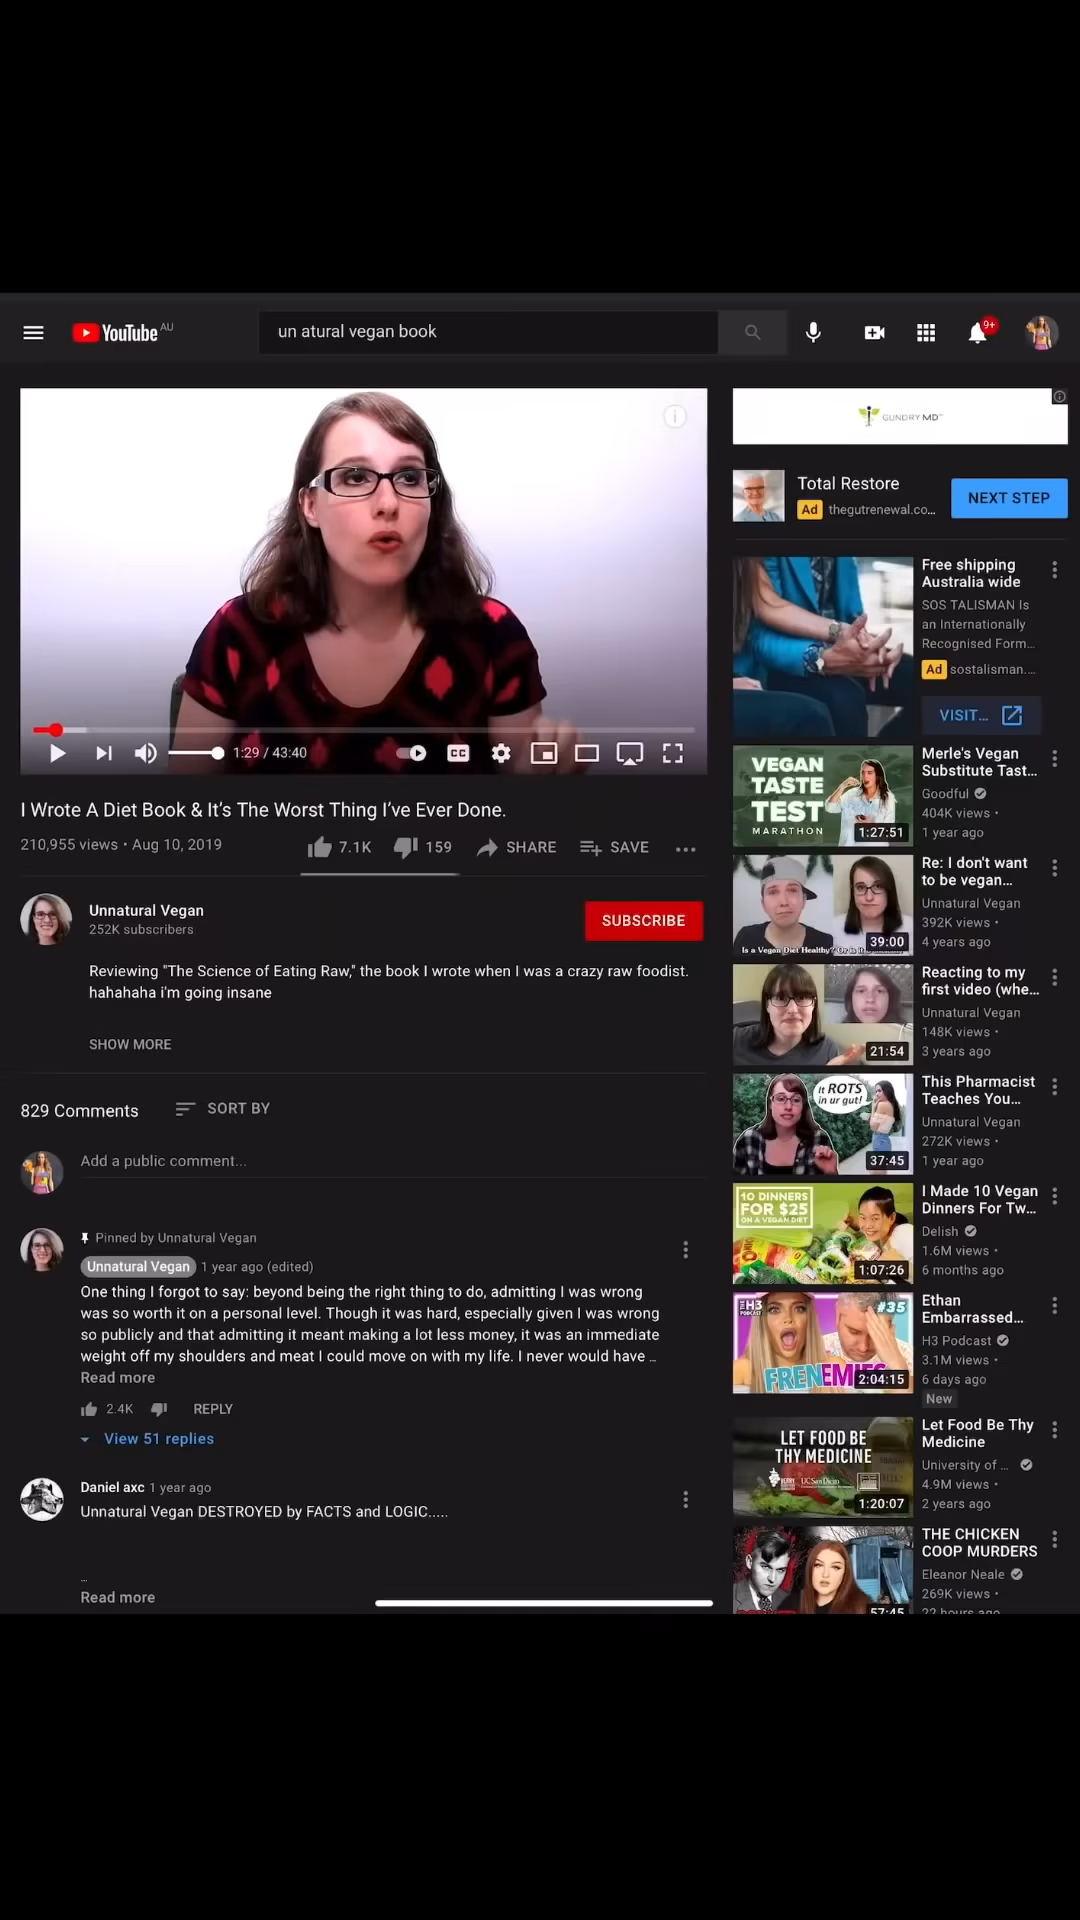 YouTube AU
un atural vegan book
9+
1:29 / 43:40
CC
I Wrote A Diet Book & It's The Worst Thing I've Ever Done.
210,955 views • Aug 10, 2019
7.1K
159
SHARE
SAVE
Unnatural Vegan
252K subscribers
SUBSCRIBE
Reviewing "The Science of Eating Raw," the book I wrote when I was a crazy raw foodist.
hahahaha i'm going insane
SHOW MORE
829 Comments
SORT BY
Add a public comment...
Pinned by Unnatural Vegan
Unnatural Vegan 1 year ago (edited)
One thing I forgot to say: beyond being the right thing to do, admitting I was wrong
was so worth it on a personal level. Though it was hard, especially given I was wrong
so publicly and that admitting it meant making a lot less money, it was an immediate
weight off my shoulders and meat I could move on with my life. I never would have ...
Read more
2.4K
REPLY
View 51 replies
Daniel axc 1 year ago
Unnatural Vegan DESTROYED by FACTS and LOGIC.....
...
Read more
GUNDRY MD™
Total Restore
Ad thegutrenewal.co...
NEXT STEP
Free shipping
Australia wide
SOS TALISMAN Is
an Internationally
Recognised Form...
Ad sostalisman....
VISIT...
VEGAN
TASTE
TEST
MARATHON
1:27:51
Merle's Vegan
Substitute Tast...
Goodful
404K views •
1 year ago
Is a Vegan Diet Healthy?
39:00
Re: I don't want
to be vegan...
Unnatural Vegan
392K views •
4 years ago
21:54
Reacting to my
first video (whe...
Unnatural Vegan
148K views •
3 years ago
it ROTS
in ur gut!
37:45
This Pharmacist
Teaches You...
Unnatural Vegan
272K views •
1 year ago
10 DINNERS
FOR $25
ON A VEGAN DIET
1:07:26
I Made 10 Vegan
Dinners For Tw...
Delish
1.6M views •
6 months ago
THE H3
PODCAST
#35
FRENEMIES
2:04:15
Ethan
Embarrassed...
H3 Podcast
3.1M views •
6 days ago
New
LET FOOD BE
THY MEDICINE
UC San Diego
1:20:07
Let Food Be Thy
Medicine
University of ...
4.9M views •
2 years ago
57:45
THE CHICKEN
COOP MURDERS
Eleanor Neale
269K views •
22 hours ago